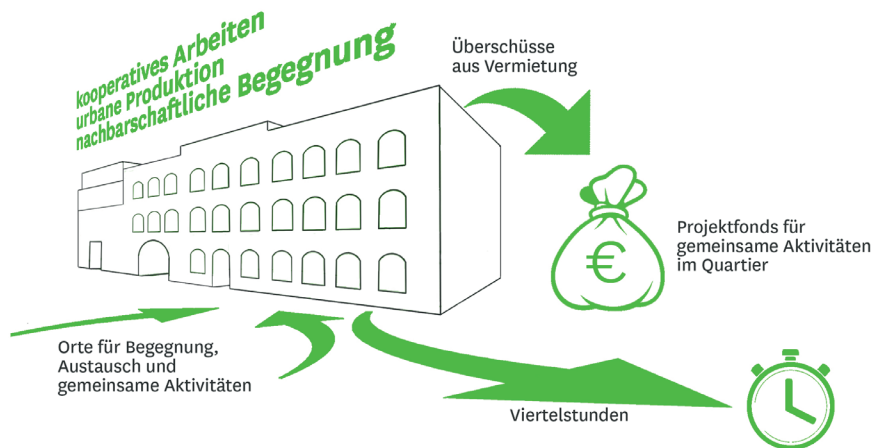 kooperatives Arbeiten
urbane Produktion
nachbarschaftliche Begegnung
Überschüsse
aus Vermietung
€
Projektfonds für
gemeinsame Aktivitäten
im Quartier
Orte für Begegnung,
Austausch und
gemeinsame Aktivitäten
Viertelstunden